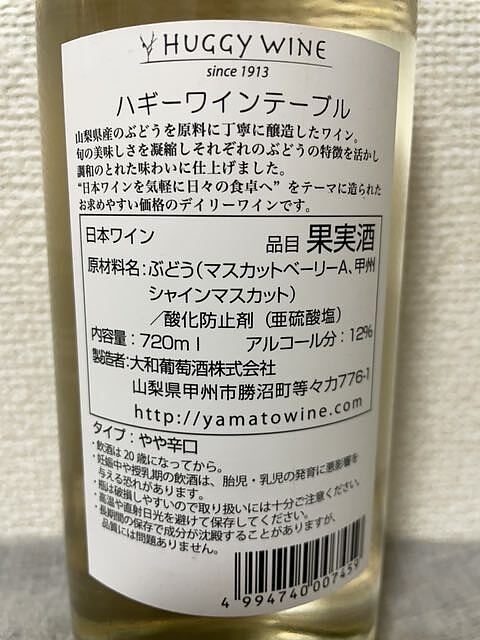 HUGGY WINE
since 1913
ハギーワインテーブル
山梨県産のぶどうを原料に丁寧に醸造したワイン。
旬の美味しさを凝縮しそれぞれのぶどうの特徴を活かし
調和のとれた味わいに仕上げました。
“日本ワインを気軽に日々の食卓へ”をテーマに造られた
お求めやすい価格のデイリーワインです。
日本ワイン 品目 果実酒
原材料名：ぶどう（マスカットベーリーA、甲州
シャインマスカット）
／酸化防止剤（亜硫酸塩）
内容量：720ml アルコール分：12%
製造者：大和葡萄酒株式会社
山梨県甲州市勝沼町等々力776-1
http://yamatowine.com
タイプ：やや辛口
・飲酒は20歳になってから。
・妊娠中や授乳期の飲酒は、胎児・乳児の発育に悪影響を
与える恐れがあります。
・瓶は破損しやすいので取り扱いには十分ご注意ください。
・高温や直射日光を避けて保存してください。
・長期間の保存で成分が沈殿することがありますが、
品質には問題ありません。
4 994740 007459